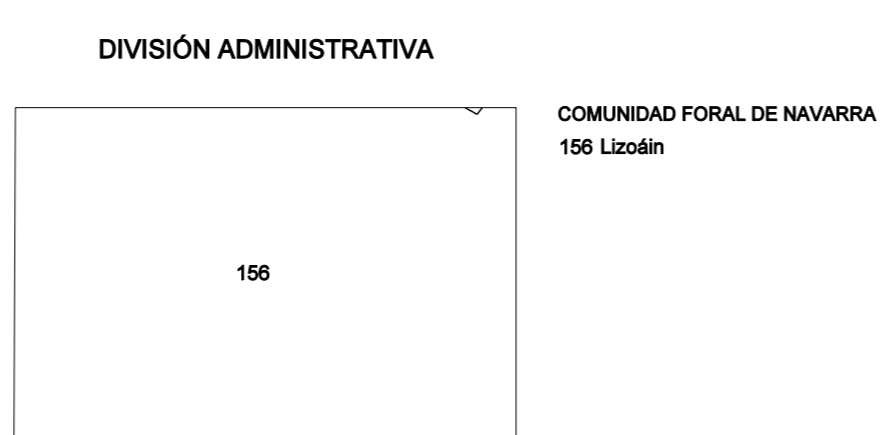 DIVISIÓN ADMINISTRATIVA
COMUNIDAD FORAL DE NAVARRA
156 Lizoáin
156